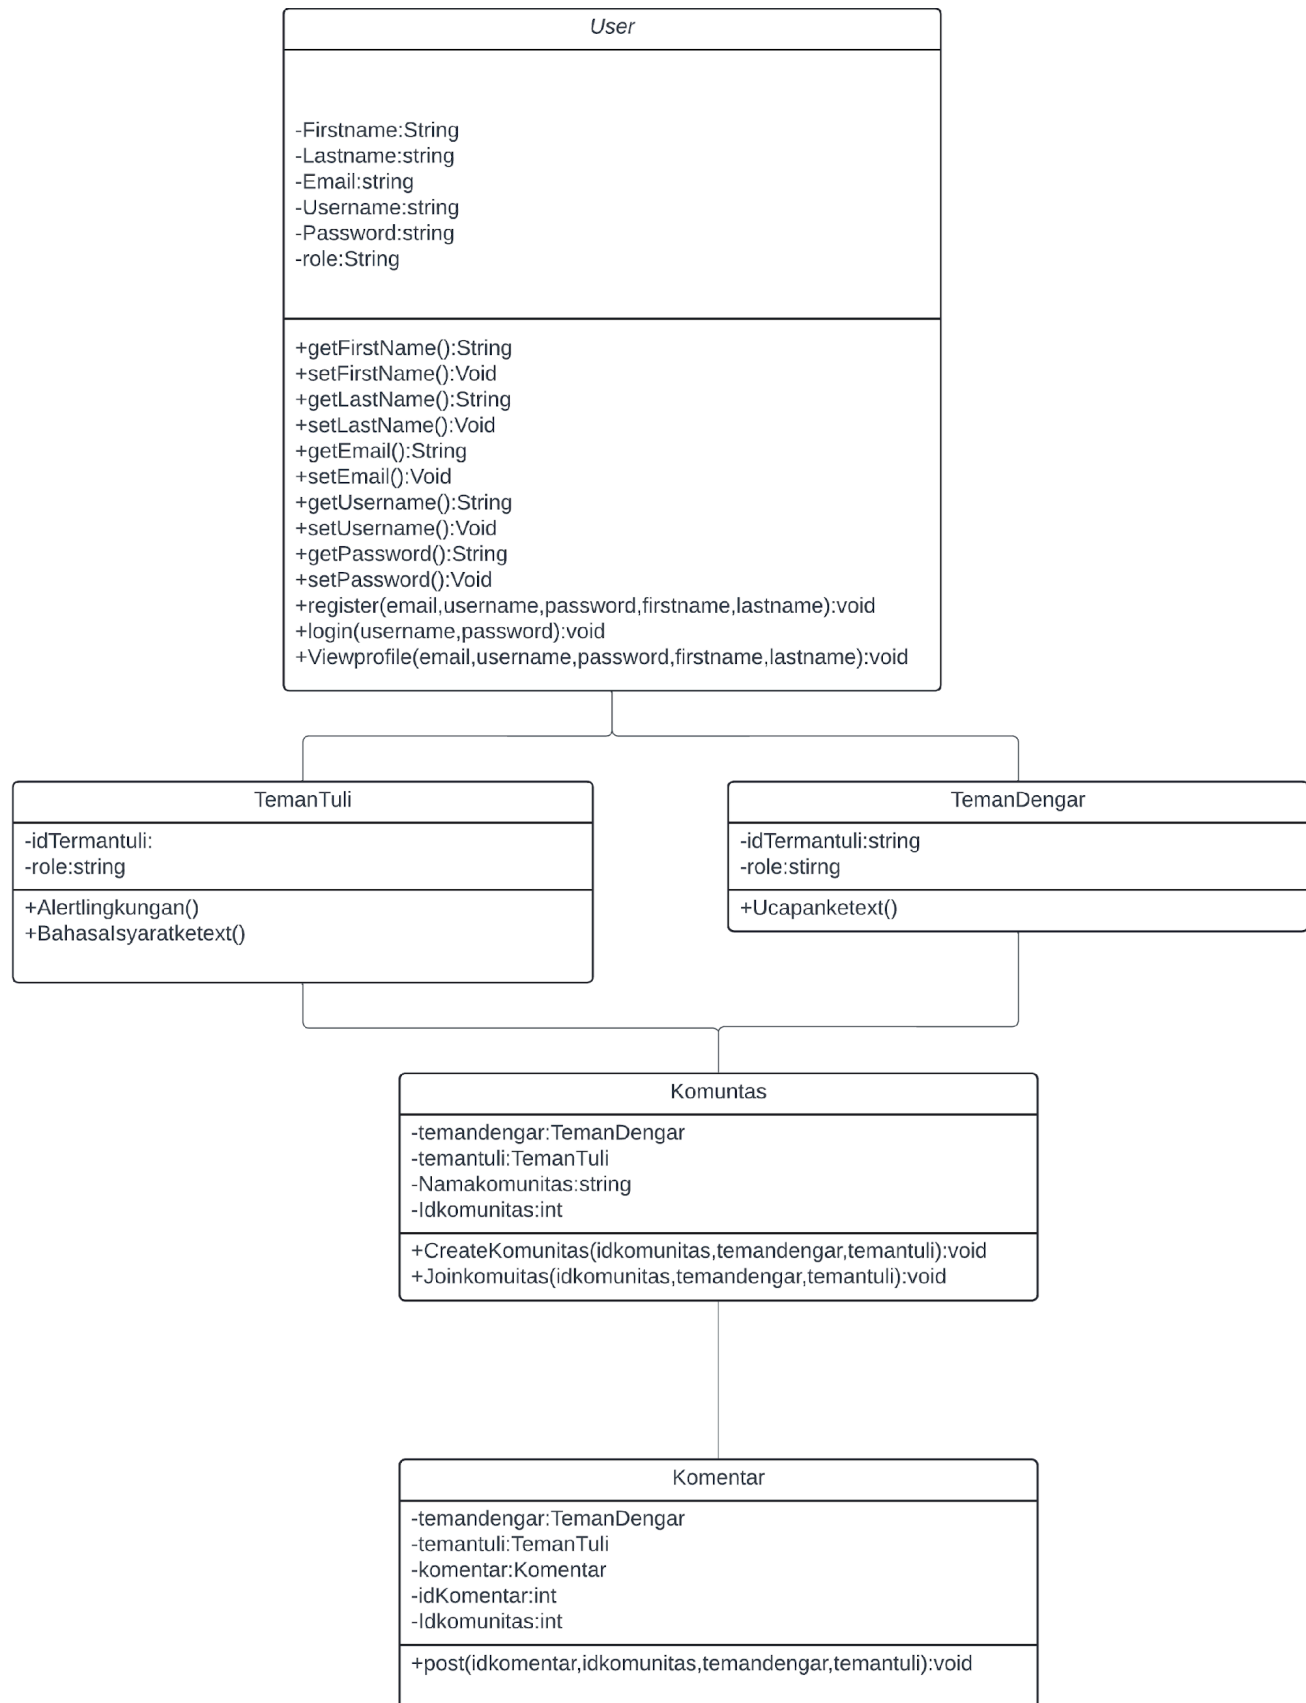 User
-Firstname:String
-Lastname:string
-Email:string
-Username:string
-Password:string
-role:String
+getFirstName():String
+setFirstName():Void
+getLastName():String
+setLastName():Void
+getEmail():String
+setEmail():Void
+getUsername():String
+setUsername():Void
+getPassword():String
+setPassword():Void
+register(email,username,password,firstname,lastname):void
+login(username,password):void
+Viewprofile(email,username,password,firstname,lastname):void
TemanTuli
-idTermantuli:
-role:string
+Alertlingkungan()
+BahasaIsyaratketext()
TemanDengar
-idTermantuli:string
-role:stirng
+Ucapanketext()
Komuntas
-temandengar:TemanDengar
-temantuli:TemanTuli
-Namakomunitas:string
-Idkomunitas:int
+CreateKomunitas(idkomunitas,temandengar,temantuli):void
+Joinkomuitas(idkomunitas,temandengar,temantuli):void
Komentar
-temandengar:TemanDengar
-temantuli:TemanTuli
-komentar:Komentar
-idKomentar:int
-Idkomunitas:int
+post(idkomentar,idkomunitas,temandengar,temantuli):void